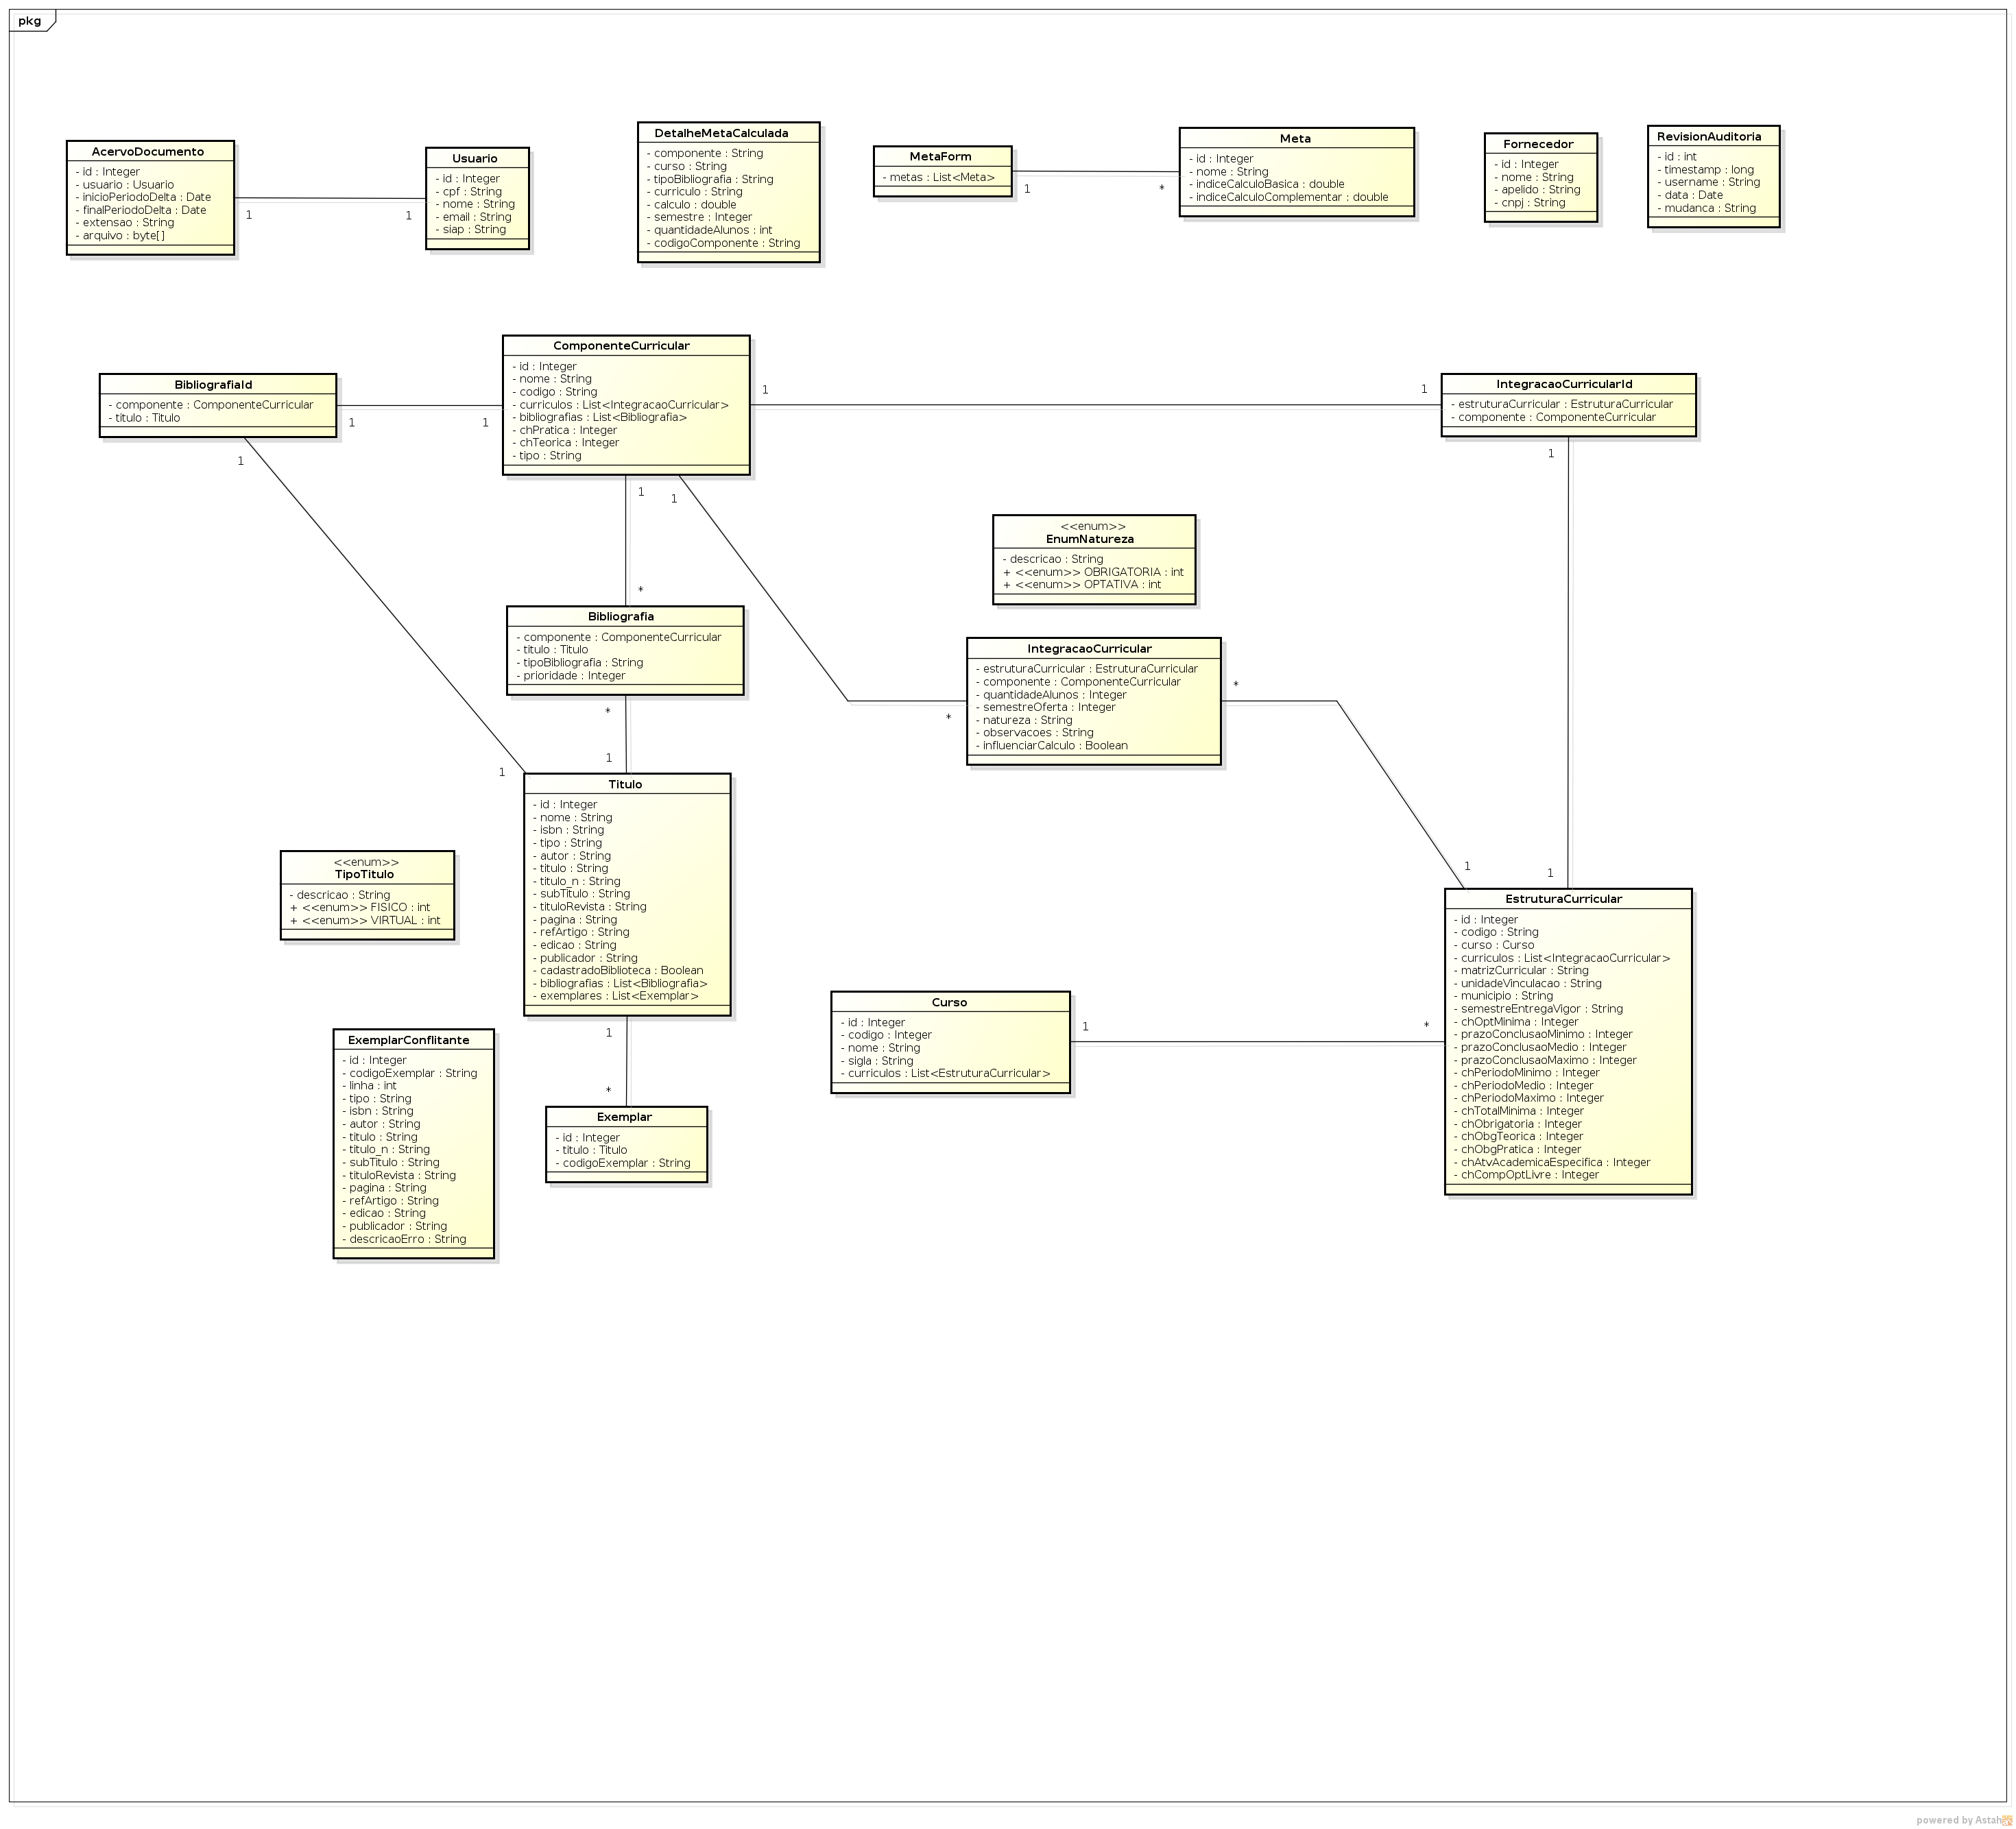 pkg
AcervoDocumento
- id : Integer
- usuario : Usuario
- inicioPeriodoDelta : Date
- finalPeriodoDelta : Date
- extensao : String
- arquivo : byte[]
1
1
Usuario
- id : Integer
- cpf : String
- nome : String
- email : String
- siap : String
DetalheMetaCalculada
- componente : String
- curso : String
- tipoBibliografia : String
- curriculo : String
- calculo : double
- semestre : Integer
- quantidadeAlunos : int
- codigoComponente : String
MetaForm
- metas : List<Meta>
1
*
Meta
- id : Integer
- nome : String
- indiceCalculoBasica : double
- indiceCalculoComplementar : double
Fornecedor
- id : Integer
- nome : String
- apelido : String
- cnpj : String
RevisionAuditoria
- id : int
- timestamp : long
- username : String
- data : Date
- mudanca : String
BibliografiaId
- componente : ComponenteCurricular
- titulo : Titulo
1
1
1
ComponenteCurricular
- id : Integer
- nome : String
- codigo : String
- curriculos : List<IntegracaoCurricular>
- bibliografias : List<Bibliografia>
- chPratica : Integer
- chTeorica : Integer
- tipo : String
1
1
1
1
IntegracaoCurricularId
- estruturaCurricular : EstruturaCurricular
- componente : ComponenteCurricular
1
<<enum>>
EnumNatureza
- descricao : String
+ <<enum>> OBRIGATORIA : int
+ <<enum>> OPTATIVA : int
*
Bibliografia
- componente : ComponenteCurricular
- titulo : Titulo
- tipoBibliografia : String
- prioridade : Integer
*
1
1
IntegracaoCurricular
- estruturaCurricular : EstruturaCurricular
- componente : ComponenteCurricular
- quantidadeAlunos : Integer
- semestreOferta : Integer
- natureza : String
- observacoes : String
- influenciarCalculo : Boolean
*
*
1
1
Titulo
- id : Integer
- nome : String
- isbn : String
- tipo : String
- autor : String
- titulo : String
- titulo_n : String
- subTitulo : String
- tituloRevista : String
- pagina : String
- refArtigo : String
- edicao : String
- publicador : String
- cadastradoBiblioteca : Boolean
- bibliografias : List<Bibliografia>
- exemplares : List<Exemplar>
1
*
<<enum>>
TipoTitulo
- descricao : String
+ <<enum>> FISICO : int
+ <<enum>> VIRTUAL : int
EstruturaCurricular
- id : Integer
- codigo : String
- curso : Curso
- curriculos : List<IntegracaoCurricular>
- matrizCurricular : String
- unidadeVinculacao : String
- municipio : String
- semestreEntregaVigor : String
- chOptMinima : Integer
- prazoConclusaoMinimo : Integer
- prazoConclusaoMedio : Integer
- prazoConclusaoMaximo : Integer
- chPeriodoMinimo : Integer
- chPeriodoMedio : Integer
- chPeriodoMaximo : Integer
- chTotalMinima : Integer
- chObrigatoria : Integer
- chObgTeorica : Integer
- chObgPratica : Integer
- chAtvAcademicaEspecifica : Integer
- chCompOptLivre : Integer
Curso
- id : Integer
- codigo : Integer
- nome : String
- sigla : String
- curriculos : List<EstruturaCurricular>
1
*
ExemplarConflitante
- id : Integer
- codigoExemplar : String
- linha : int
- tipo : String
- isbn : String
- autor : String
- titulo : String
- titulo_n : String
- subTitulo : String
- tituloRevista : String
- pagina : String
- refArtigo : String
- edicao : String
- publicador : String
- descricaoErro : String
Exemplar
- id : Integer
- titulo : Titulo
- codigoExemplar : String
powered by Astah